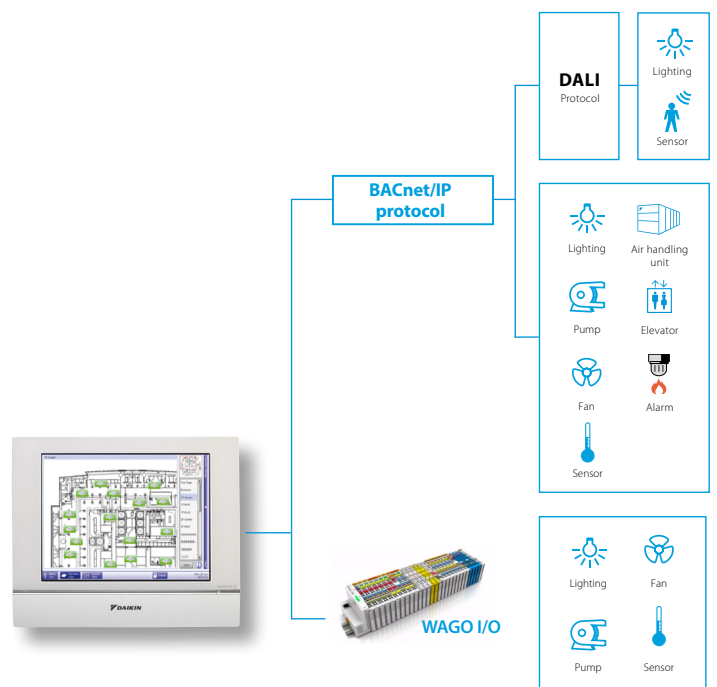 DALI
Protocol
Lighting
Sensor
BACnet/IP
protocol
Lighting
Air handling
unit
Pump
Elevator
Fan
Alarm
Sensor
DAIKIN
WAGO I/O
Lighting
Fan
Pump
Sensor